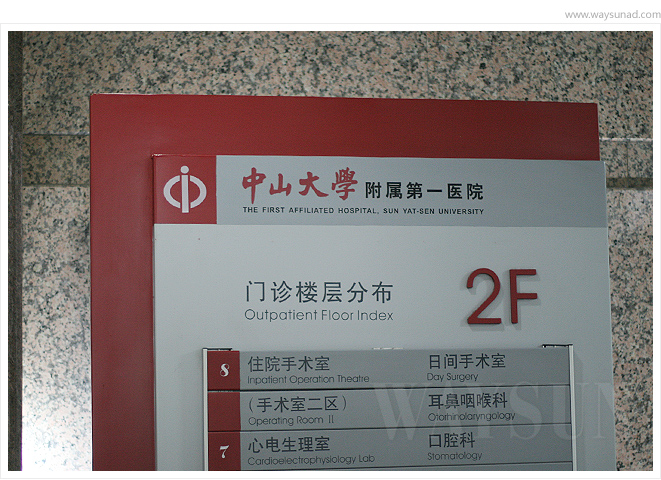 www.waysunad.com
中山大學 附属第一医院
THE FIRST AFFILIATED HOSPITAL, SUN YAT-SEN UNIVERSITY
门诊楼层分布
Outpatient Floor Index
2F
8 住院手术室 日间手术室
Inpatient Operation Theatre Day Surgery
(手术室二区) 耳鼻咽喉科
Operating Room II Otorhinolaryngology
7 心电生理室 口腔科
Cardioelectrophysiology Lab Stomatology
WAYSUN